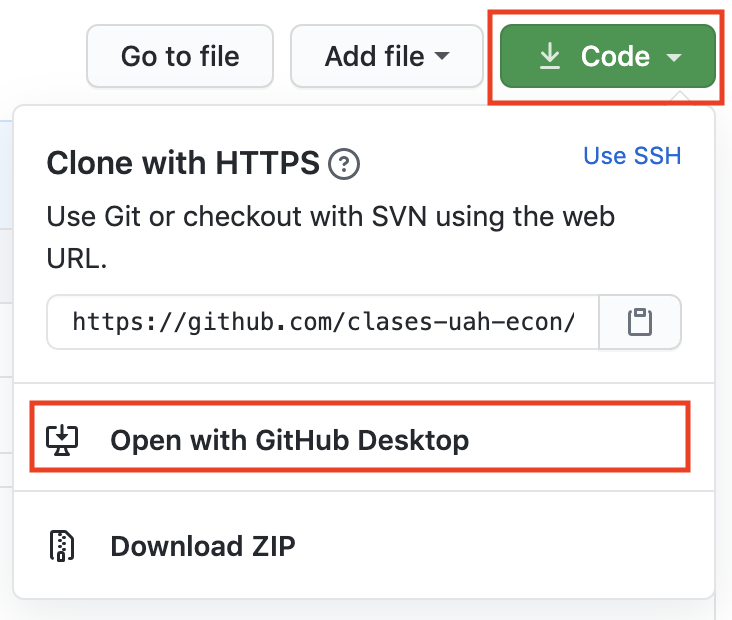 Go to file
Add file
Code
Clone with HTTPS
Use SSH
Use Git or checkout with SVN using the web
URL.
https://github.com/clases-uah-econ/
Open with GitHub Desktop
Download ZIP